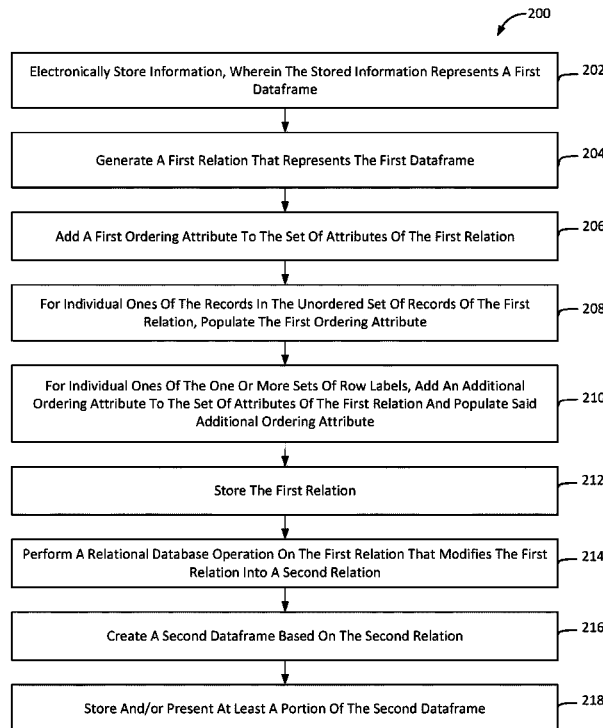 200
Electronically Store Information, Wherein The Stored Information Represents A First
Dataframe
202
Generate A First Relation That Represents The First Dataframe
204
Add A First Ordering Attribute To The Set Of Attributes Of The First Relation
206
For Individual Ones Of The Records In The Unordered Set Of Records Of The First
Relation, Populate The First Ordering Attribute
208
For Individual Ones Of The One Or More Sets Of Row Labels, Add An Additional
Ordering Attribute To The Set Of Attributes Of The First Relation And Populate Said
Additional Ordering Attribute
210
Store The First Relation
212
Perform A Relational Database Operation On The First Relation That Modifies The First
Relation Into A Second Relation
214
Create A Second Dataframe Based On The Second Relation
216
Store And/or Present At Least A Portion Of The Second Dataframe
218